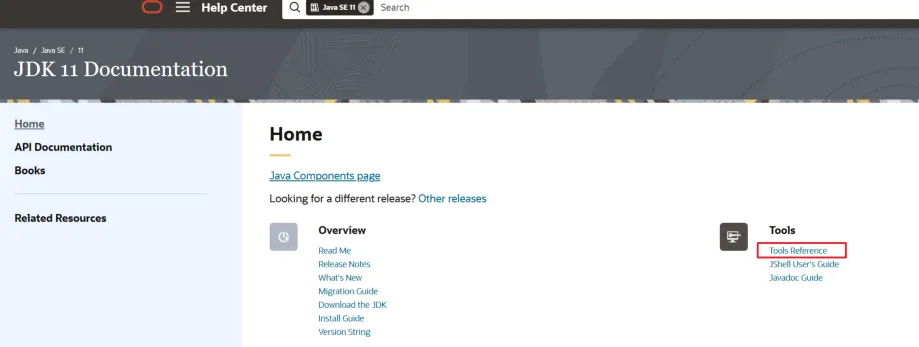 Help Center
Java SE 11
Search
Java / Java SE / 11
JDK 11 Documentation
Home
API Documentation
Books
Related Resources
Home
Java Components page
Looking for a different release? Other releases
Overview
Read Me
Release Notes
What's New
Migration Guide
Download the JDK
Install Guide
Version String
Tools
Tools Reference
JShell User's Guide
Javadoc Guide